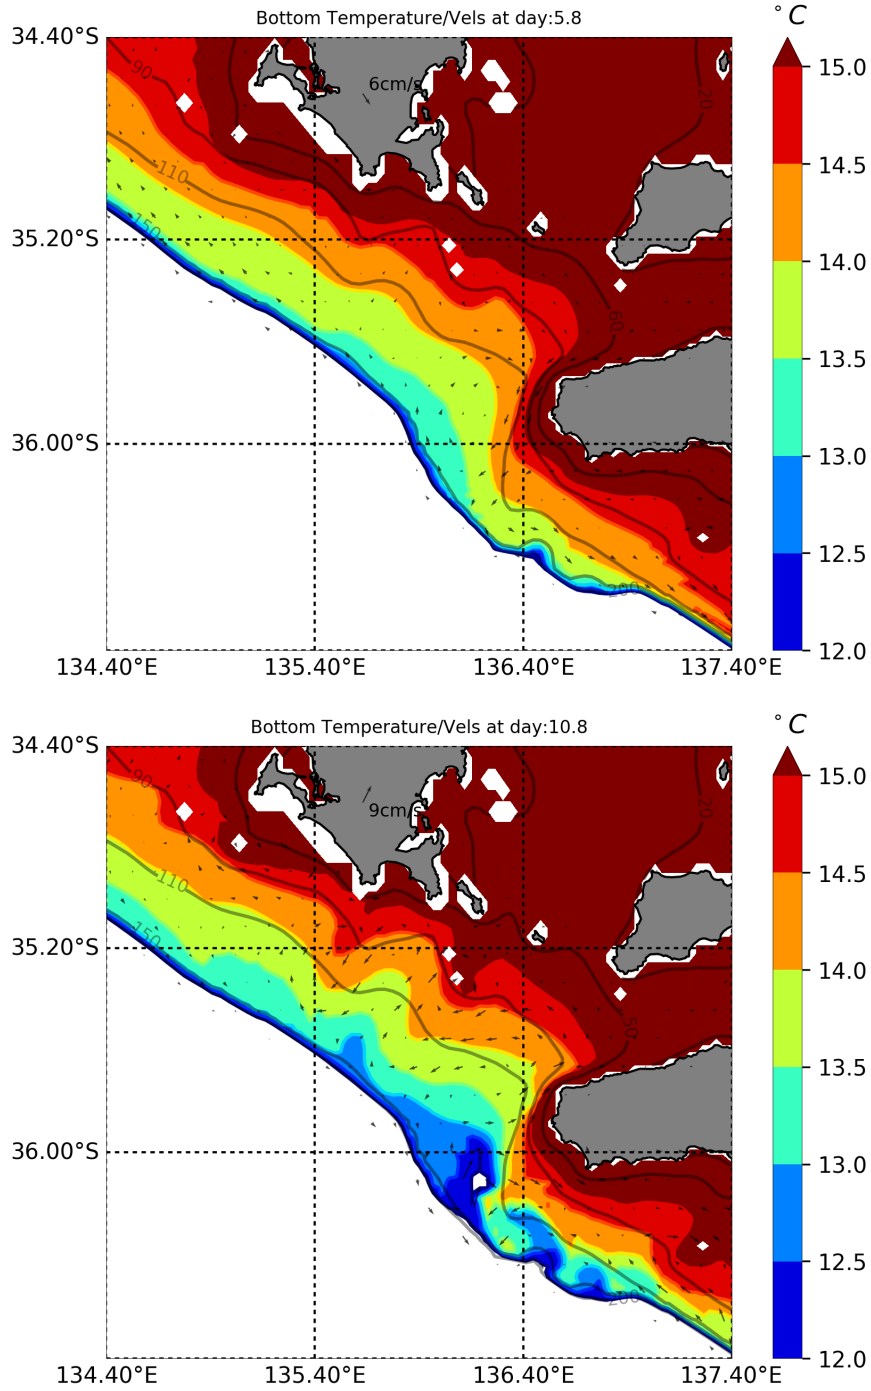 Bottom Temperature/Vels at day:5.8
°C
34.40°S
35.20°S
36.00°S
134.40°E 135.40°E 136.40°E 137.40°E
90
110
150
20
60
200
6cm/s
15.0
14.5
14.0
13.5
13.0
12.5
12.0
Bottom Temperature/Vels at day:10.8
°C
34.40°S
35.20°S
36.00°S
134.40°E 135.40°E 136.40°E 137.40°E
90
110
150
20
50
200
9cm/s
15.0
14.5
14.0
13.5
13.0
12.5
12.0